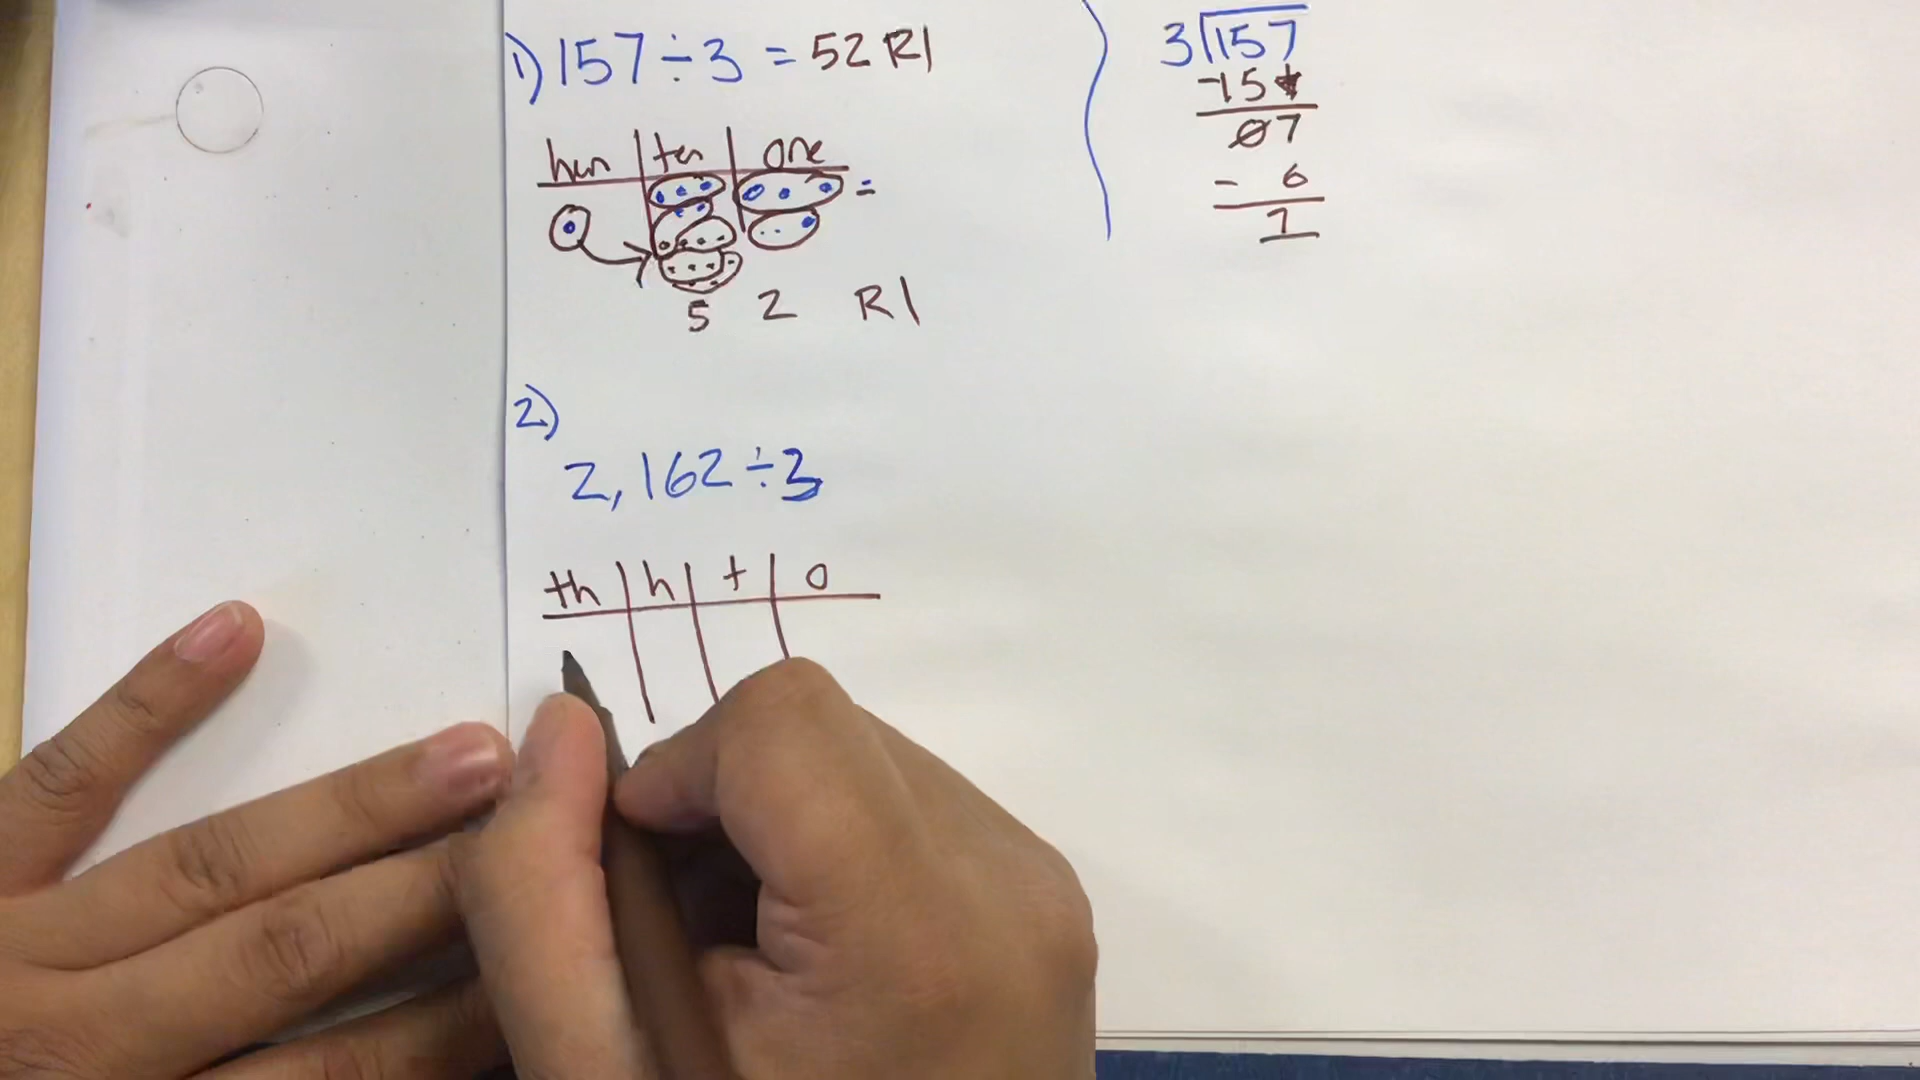 1) 157 ÷ 3 = 52 R1
hun ten one
=
5 2 R1
2)
2,162 ÷ 3
th h t o
3 157
-15
07
- 6
1